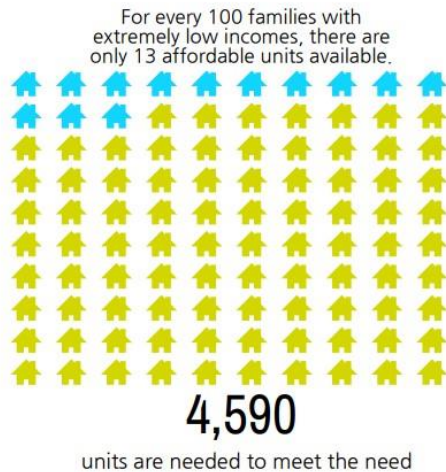 For every 100 families with
extremely low incomes, there are
only 13 affordable units available.
4,590
units are needed to meet the need